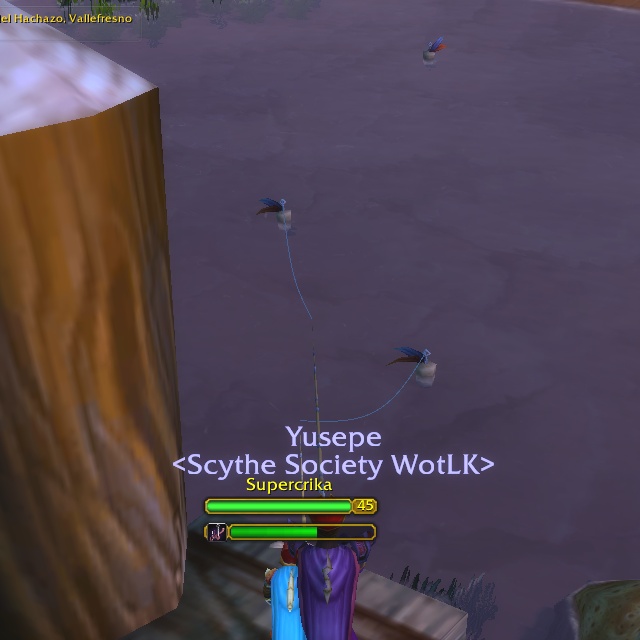 el Hachazo, Vallefresno
Yusepe
<Scythe Society WotLK>
Supercrika
45